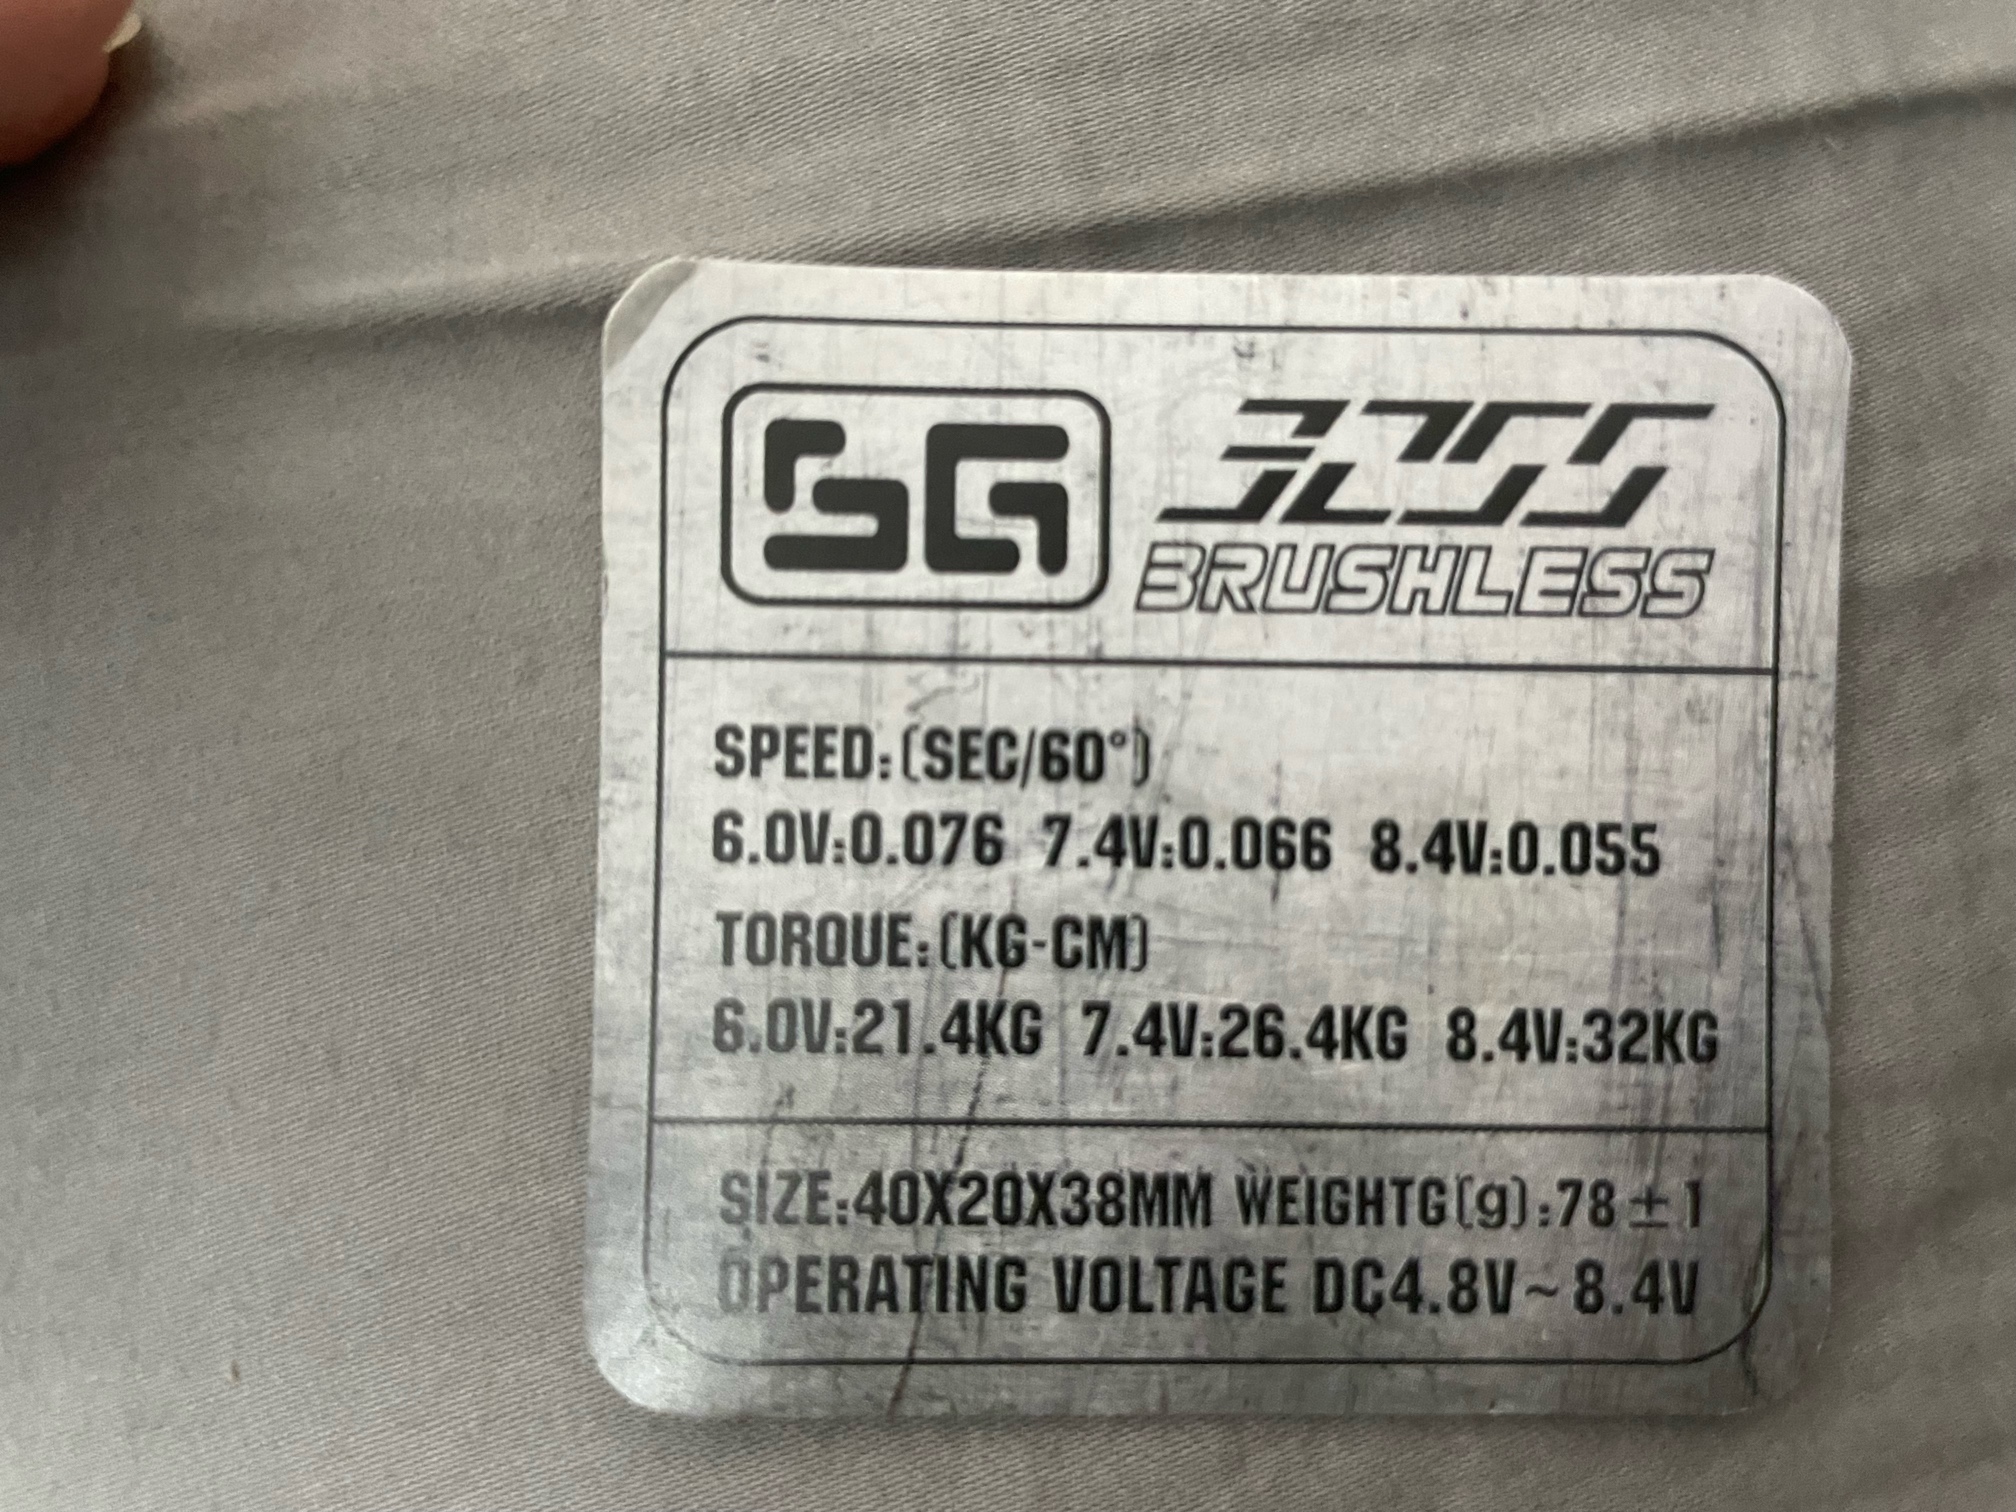 SG BOSS
BRUSHLESS
SPEED:(SEC/60°)
6.0V:0.076 7.4V:0.066 8.4V:0.055
TORQUE:(KG-CM)
6.0V:21.4KG 7.4V:26.4KG 8.4V:32KG
SIZE:40X20X38MM WEIGHTG(g):78±1
OPERATING VOLTAGE DC4.8V~8.4V